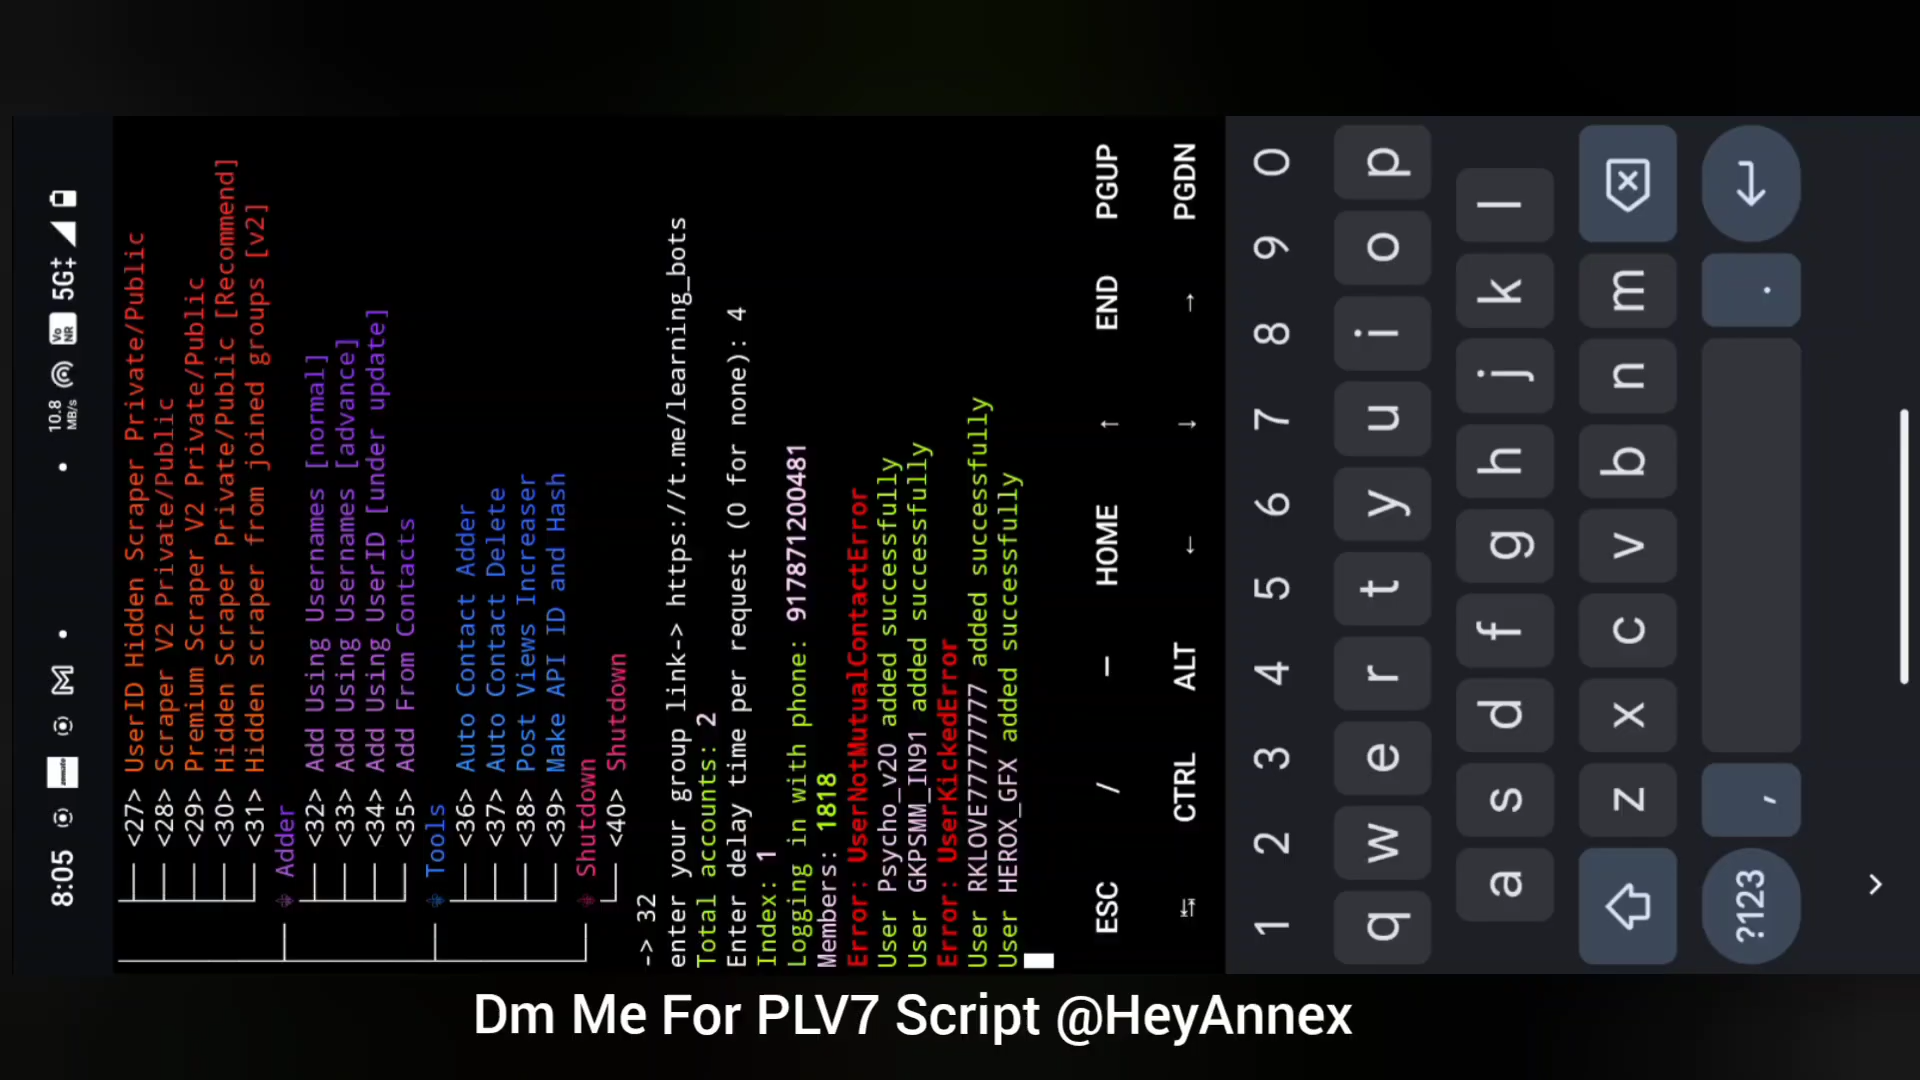 8:05
10.8 MB/s
Vo NR
5G‡
<27> UserID Hidden Scraper Private/Public
<28> Scraper V2 Private/Public
<29> Premium Scraper V2 Private/Public
<30> Hidden Scraper Private/Public [Recommend]
<31> Hidden scraper from joined groups [v2]
Adder
<32> Add Using Usernames [normal]
<33> Add Using Usernames [advance]
<34> Add Using UserID [under update]
<35> Add From Contacts
Tools
<36> Auto Contact Adder
<37> Auto Contact Delete
<38> Post Views Increaser
<39> Make API ID and Hash
Shutdown
<40> Shutdown
-> 32
enter your group link-> https://t.me/learning_bots
Total accounts: 2
Enter delay time per request (0 for none): 4
Index: 1
Logging in with phone: 917871200481
Members: 1818
Error: UserNotMutualContactError
User Psycho_v20 added successfully
User GKPSMM_IN91 added successfully
Error: UserKickedError
User RKLOVE777777777 added successfully
User HEROX_GFX added successfully
ESC / — HOME ↑ END PGUP
⇆ CTRL ALT ← ↓ → PGDN
1 2 3 4 5 6 7 8 9 0
q w e r t y u i o p
a s d f g h j k l
z x c v b n m
?123 , .
Dm Me For PLV7 Script @HeyAnnex